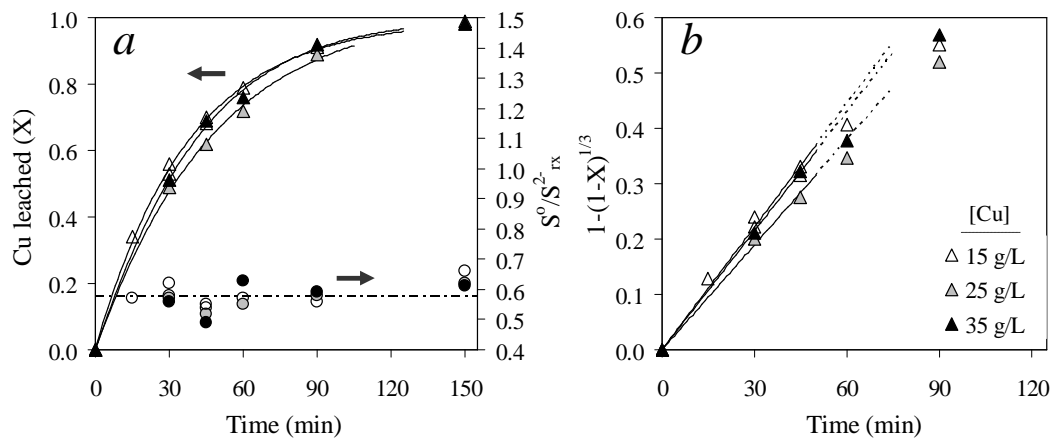 a
1.0
0.8
0.6
0.4
0.2
0.0
Cu leached (X)
1.5
1.4
1.3
1.2
1.1
1.0
0.9
0.8
0.7
0.6
0.5
0.4
S°/S²⁻ rx
0 30 60 90 120 150
Time (min)
b
0.6
0.5
0.4
0.3
0.2
0.1
0.0
1-(1-X)^1/3
[Cu]
15 g/L
25 g/L
35 g/L
0 30 60 90 120
Time (min)